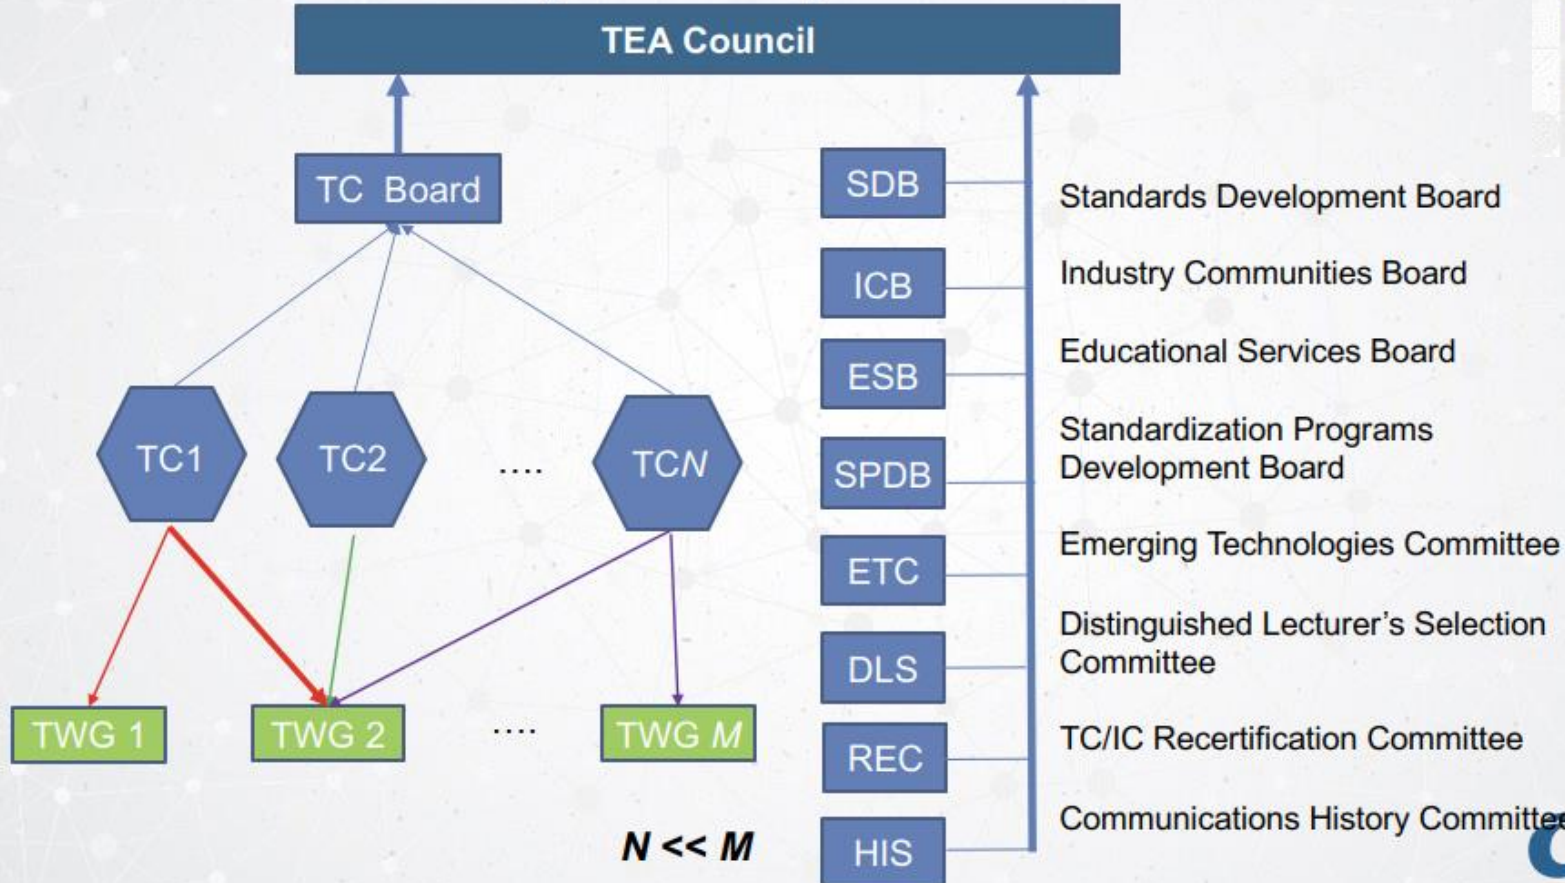 TEA Council
TC Board
TC1
TC2
....
TCN
TWG 1
TWG 2
....
TWG M
N << M
SDB
Standards Development Board
ICB
Industry Communities Board
ESB
Educational Services Board
SPDB
Standardization Programs
Development Board
ETC
Emerging Technologies Committee
DLS
Distinguished Lecturer’s Selection
Committee
REC
TC/IC Recertification Committee
HIS
Communications History Committee